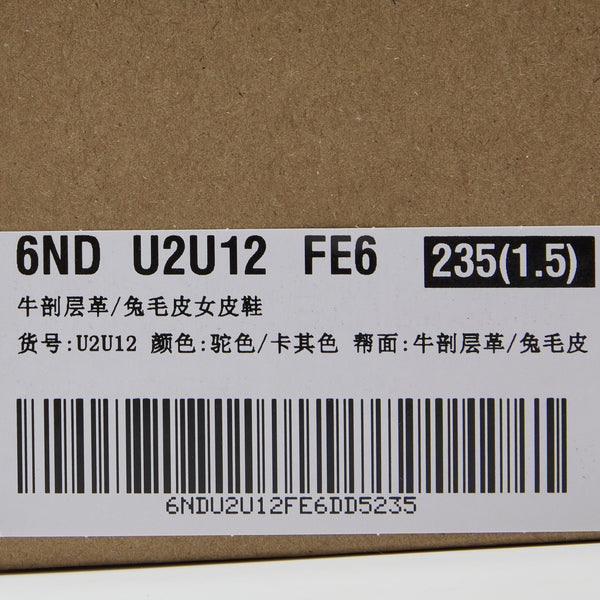 6ND U2U12 FE6 235(1.5)
牛剖层革/兔毛皮女皮鞋
货号:U2U12 颜色:驼色/卡其色 帮面:牛剖层革/兔毛皮
6NDU2U12FE6DD5235